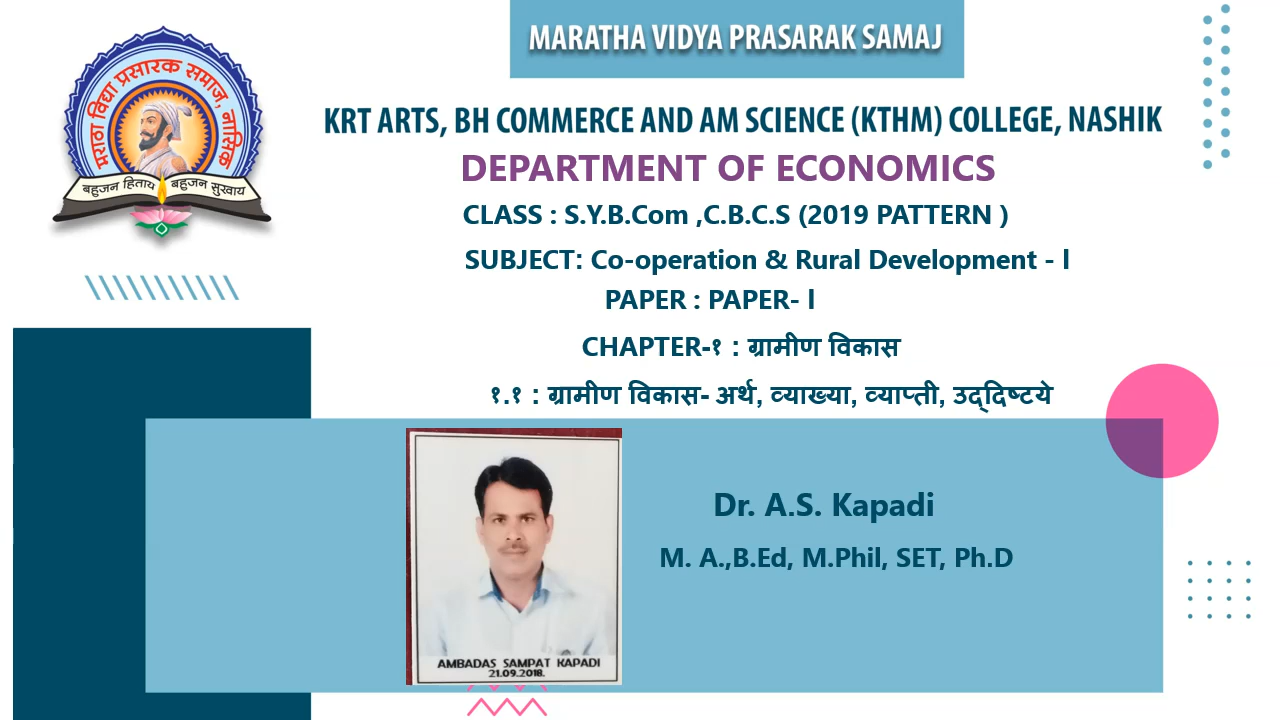 MARATHA VIDYA PRASARAK SAMAJ
मराठा विद्या प्रसारक समाज, नाशिक
बहुजन हिताय बहुजन सुखाय
KRT ARTS, BH COMMERCE AND AM SCIENCE (KTHM) COLLEGE, NASHIK
DEPARTMENT OF ECONOMICS
CLASS : S.Y.B.Com ,C.B.C.S (2019 PATTERN )
SUBJECT: Co-operation & Rural Development - I
PAPER : PAPER- I
CHAPTER-१ : ग्रामीण विकास
१.१ : ग्रामीण विकास- अर्थ, व्याख्या, व्याप्ती, उद्दिष्टये
Dr. A.S. Kapadi
M. A.,B.Ed, M.Phil, SET, Ph.D
AMBADAS SAMPAT KAPADI
21.09.2018.